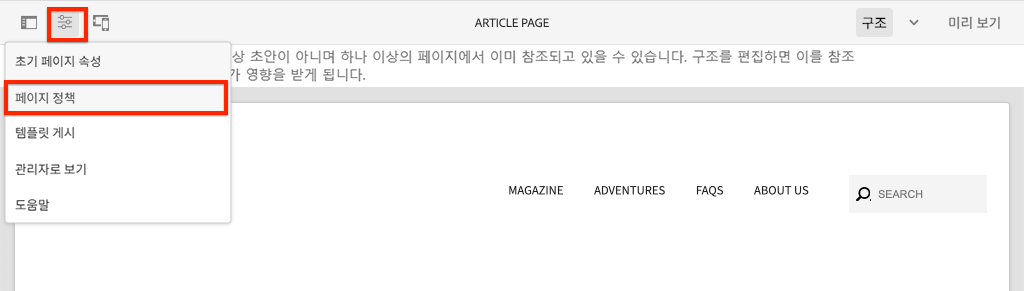 ARTICLE PAGE
구조
미리 보기
상 초안이 아니며 하나 이상의 페이지에서 이미 참조되고 있을 수 있습니다. 구조를 편집하면 이를 참조
가 영향을 받게 됩니다.
초기 페이지 속성
페이지 정책
템플릿 게시
관리자로 보기
도움말
MAGAZINE
ADVENTURES
FAQS
ABOUT US
SEARCH